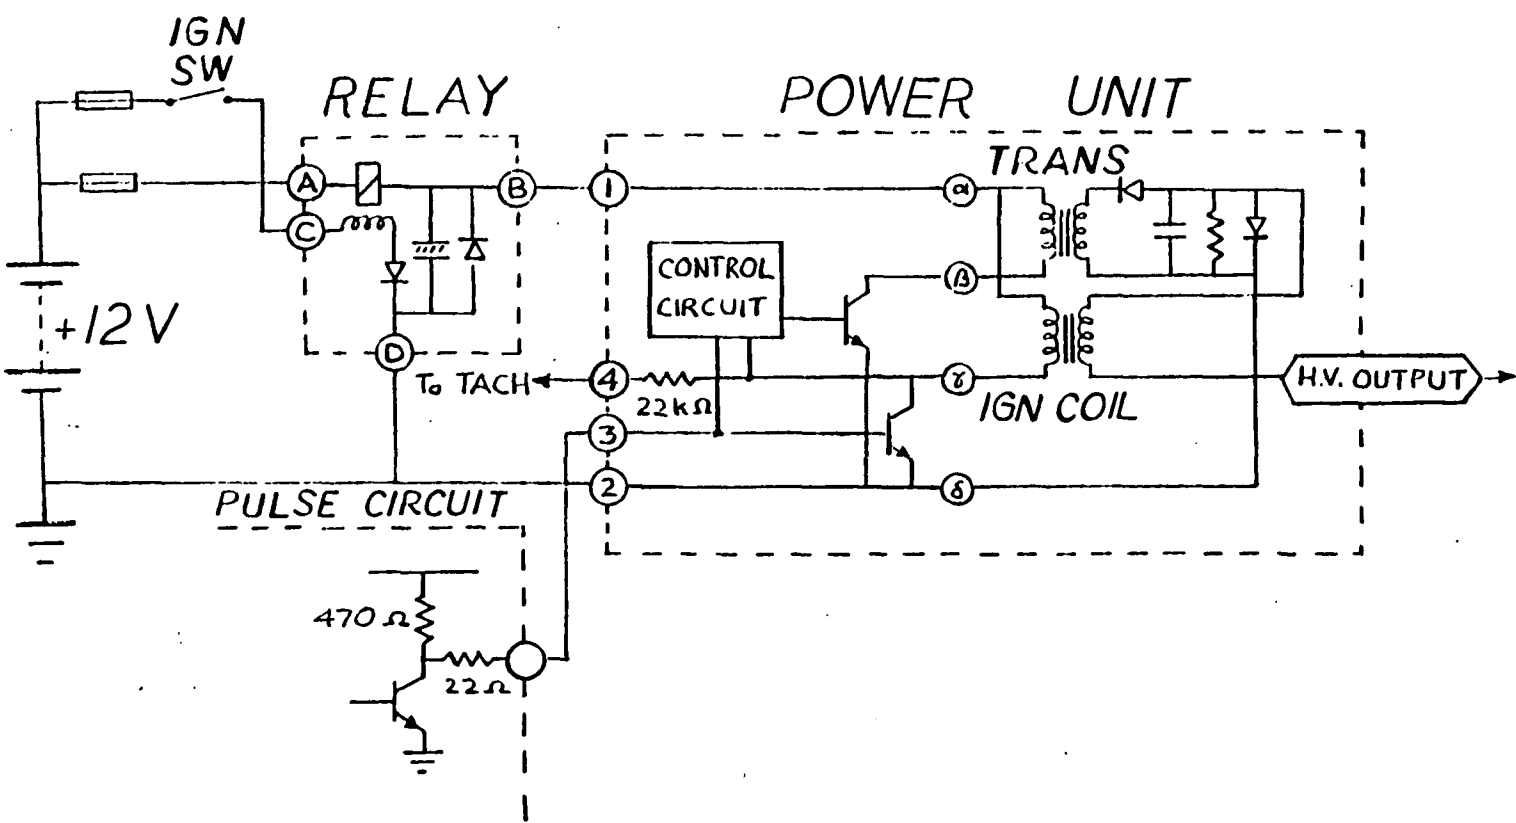 IGN
SW
RELAY
POWER UNIT
TRANS
A
B
1
α
C
CONTROL
CIRCUIT
β
+12V
D
To TACH
4
22kΩ
γ
IGN COIL
H.V. OUTPUT
3
2
δ
PULSE CIRCUIT
470Ω
22Ω